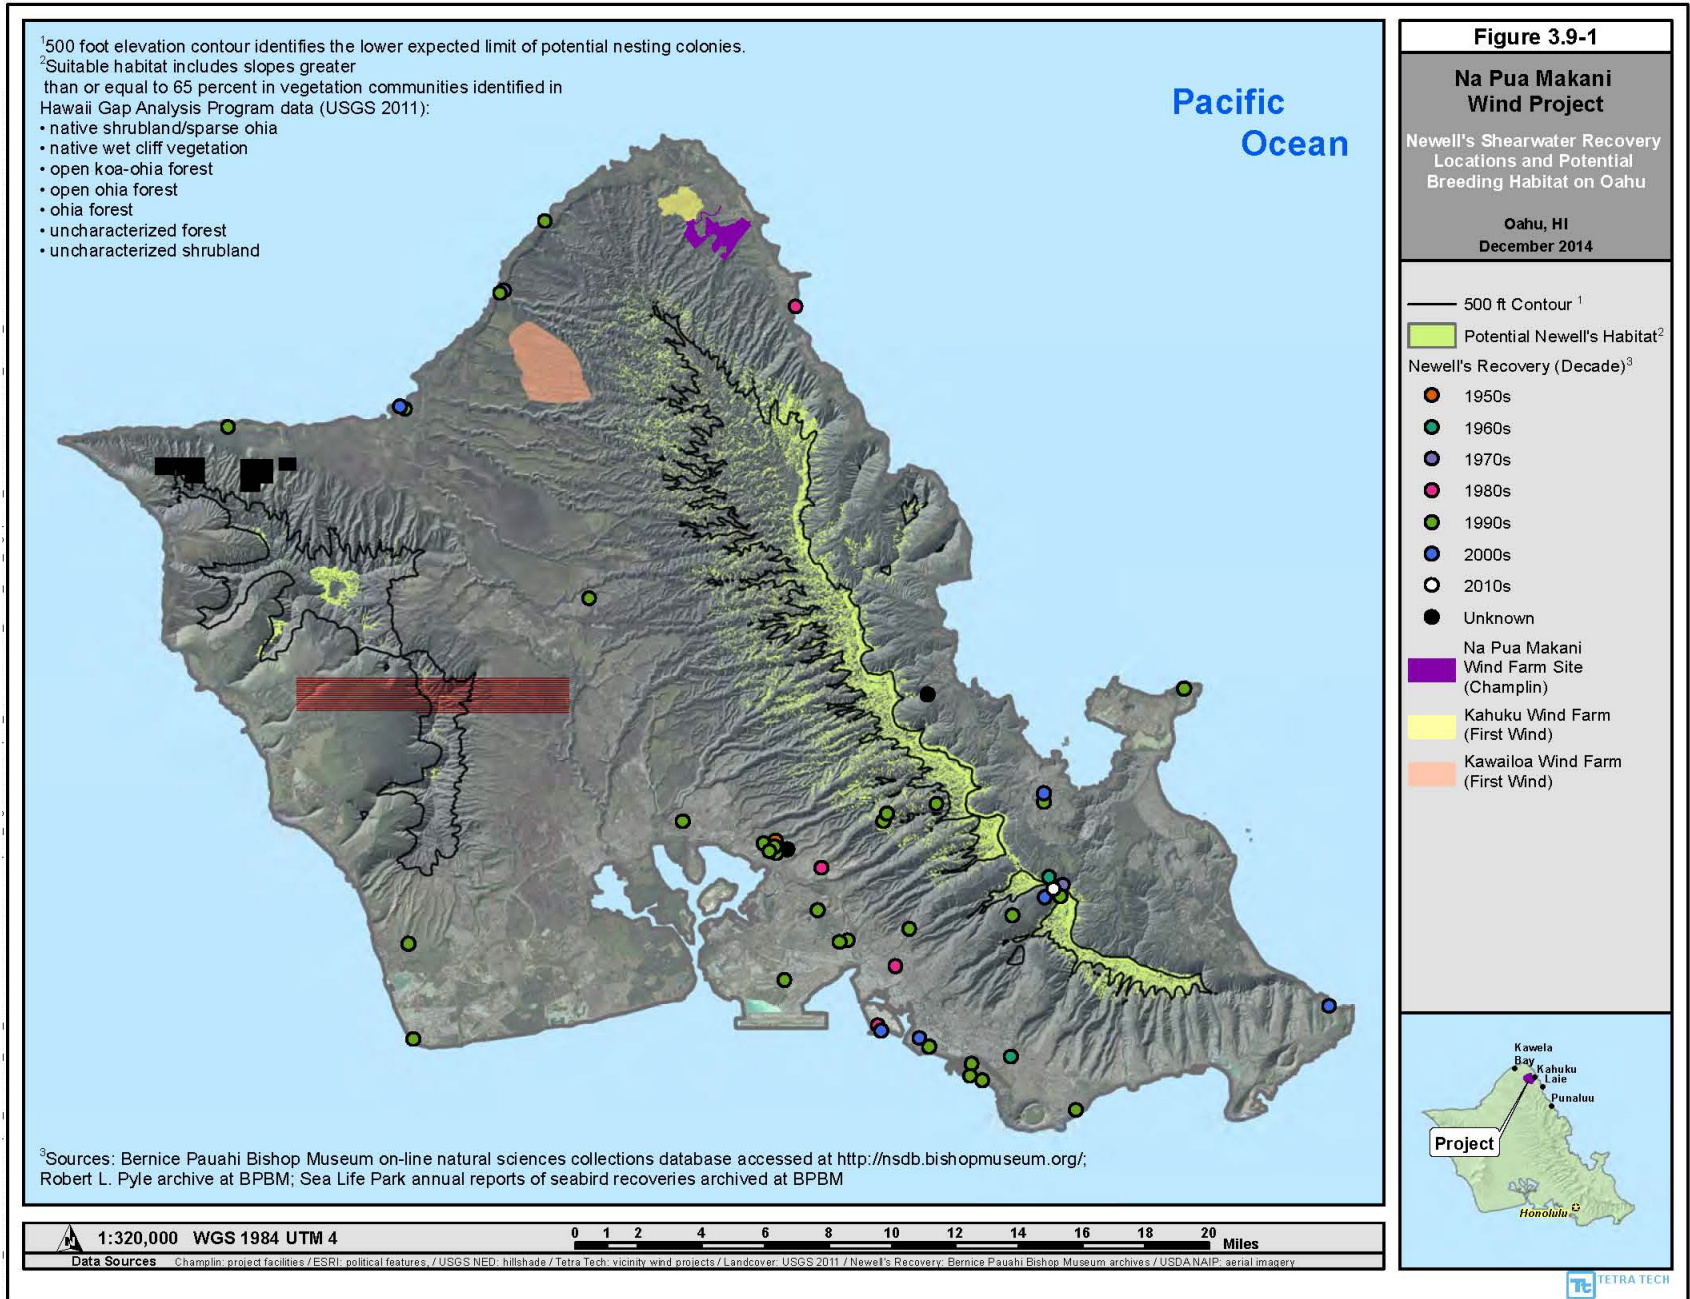 ¹500 foot elevation contour identifies the lower expected limit of potential nesting colonies.
²Suitable habitat includes slopes greater
than or equal to 65 percent in vegetation communities identified in
Hawaii Gap Analysis Program data (USGS 2011):
• native shrubland/sparse ohia
• native wet cliff vegetation
• open koa-ohia forest
• open ohia forest
• ohia forest
• uncharacterized forest
• uncharacterized shrubland
Pacific
Ocean
³Sources: Bernice Pauahi Bishop Museum on-line natural sciences collections database accessed at http://nsdb.bishopmuseum.org/;
Robert L. Pyle archive at BPBM; Sea Life Park annual reports of seabird recoveries archived at BPBM
Figure 3.9-1
Na Pua Makani
Wind Project
Newell's Shearwater Recovery
Locations and Potential
Breeding Habitat on Oahu
Oahu, HI
December 2014
500 ft Contour ¹
Potential Newell's Habitat²
Newell's Recovery (Decade)³
1950s
1960s
1970s
1980s
1990s
2000s
2010s
Unknown
Na Pua Makani
Wind Farm Site
(Champlin)
Kahuku Wind Farm
(First Wind)
Kawailoa Wind Farm
(First Wind)
Kawela
Bay
Kahuku
Laie
Punaluu
Project
Honolulu
1:320,000 WGS 1984 UTM 4
0 1 2 4 6 8 10 12 14 16 18 20
Miles
Data Sources Champlin: project facilities / ESRI: political features, / USGS NED: hillshade / Tetra Tech: vicinity wind projects / Landcover: USGS 2011 / Newell's Recovery: Bernice Pauahi Bishop Museum archives / USDA NAIP: aerial imagery
Tt TETRA TECH